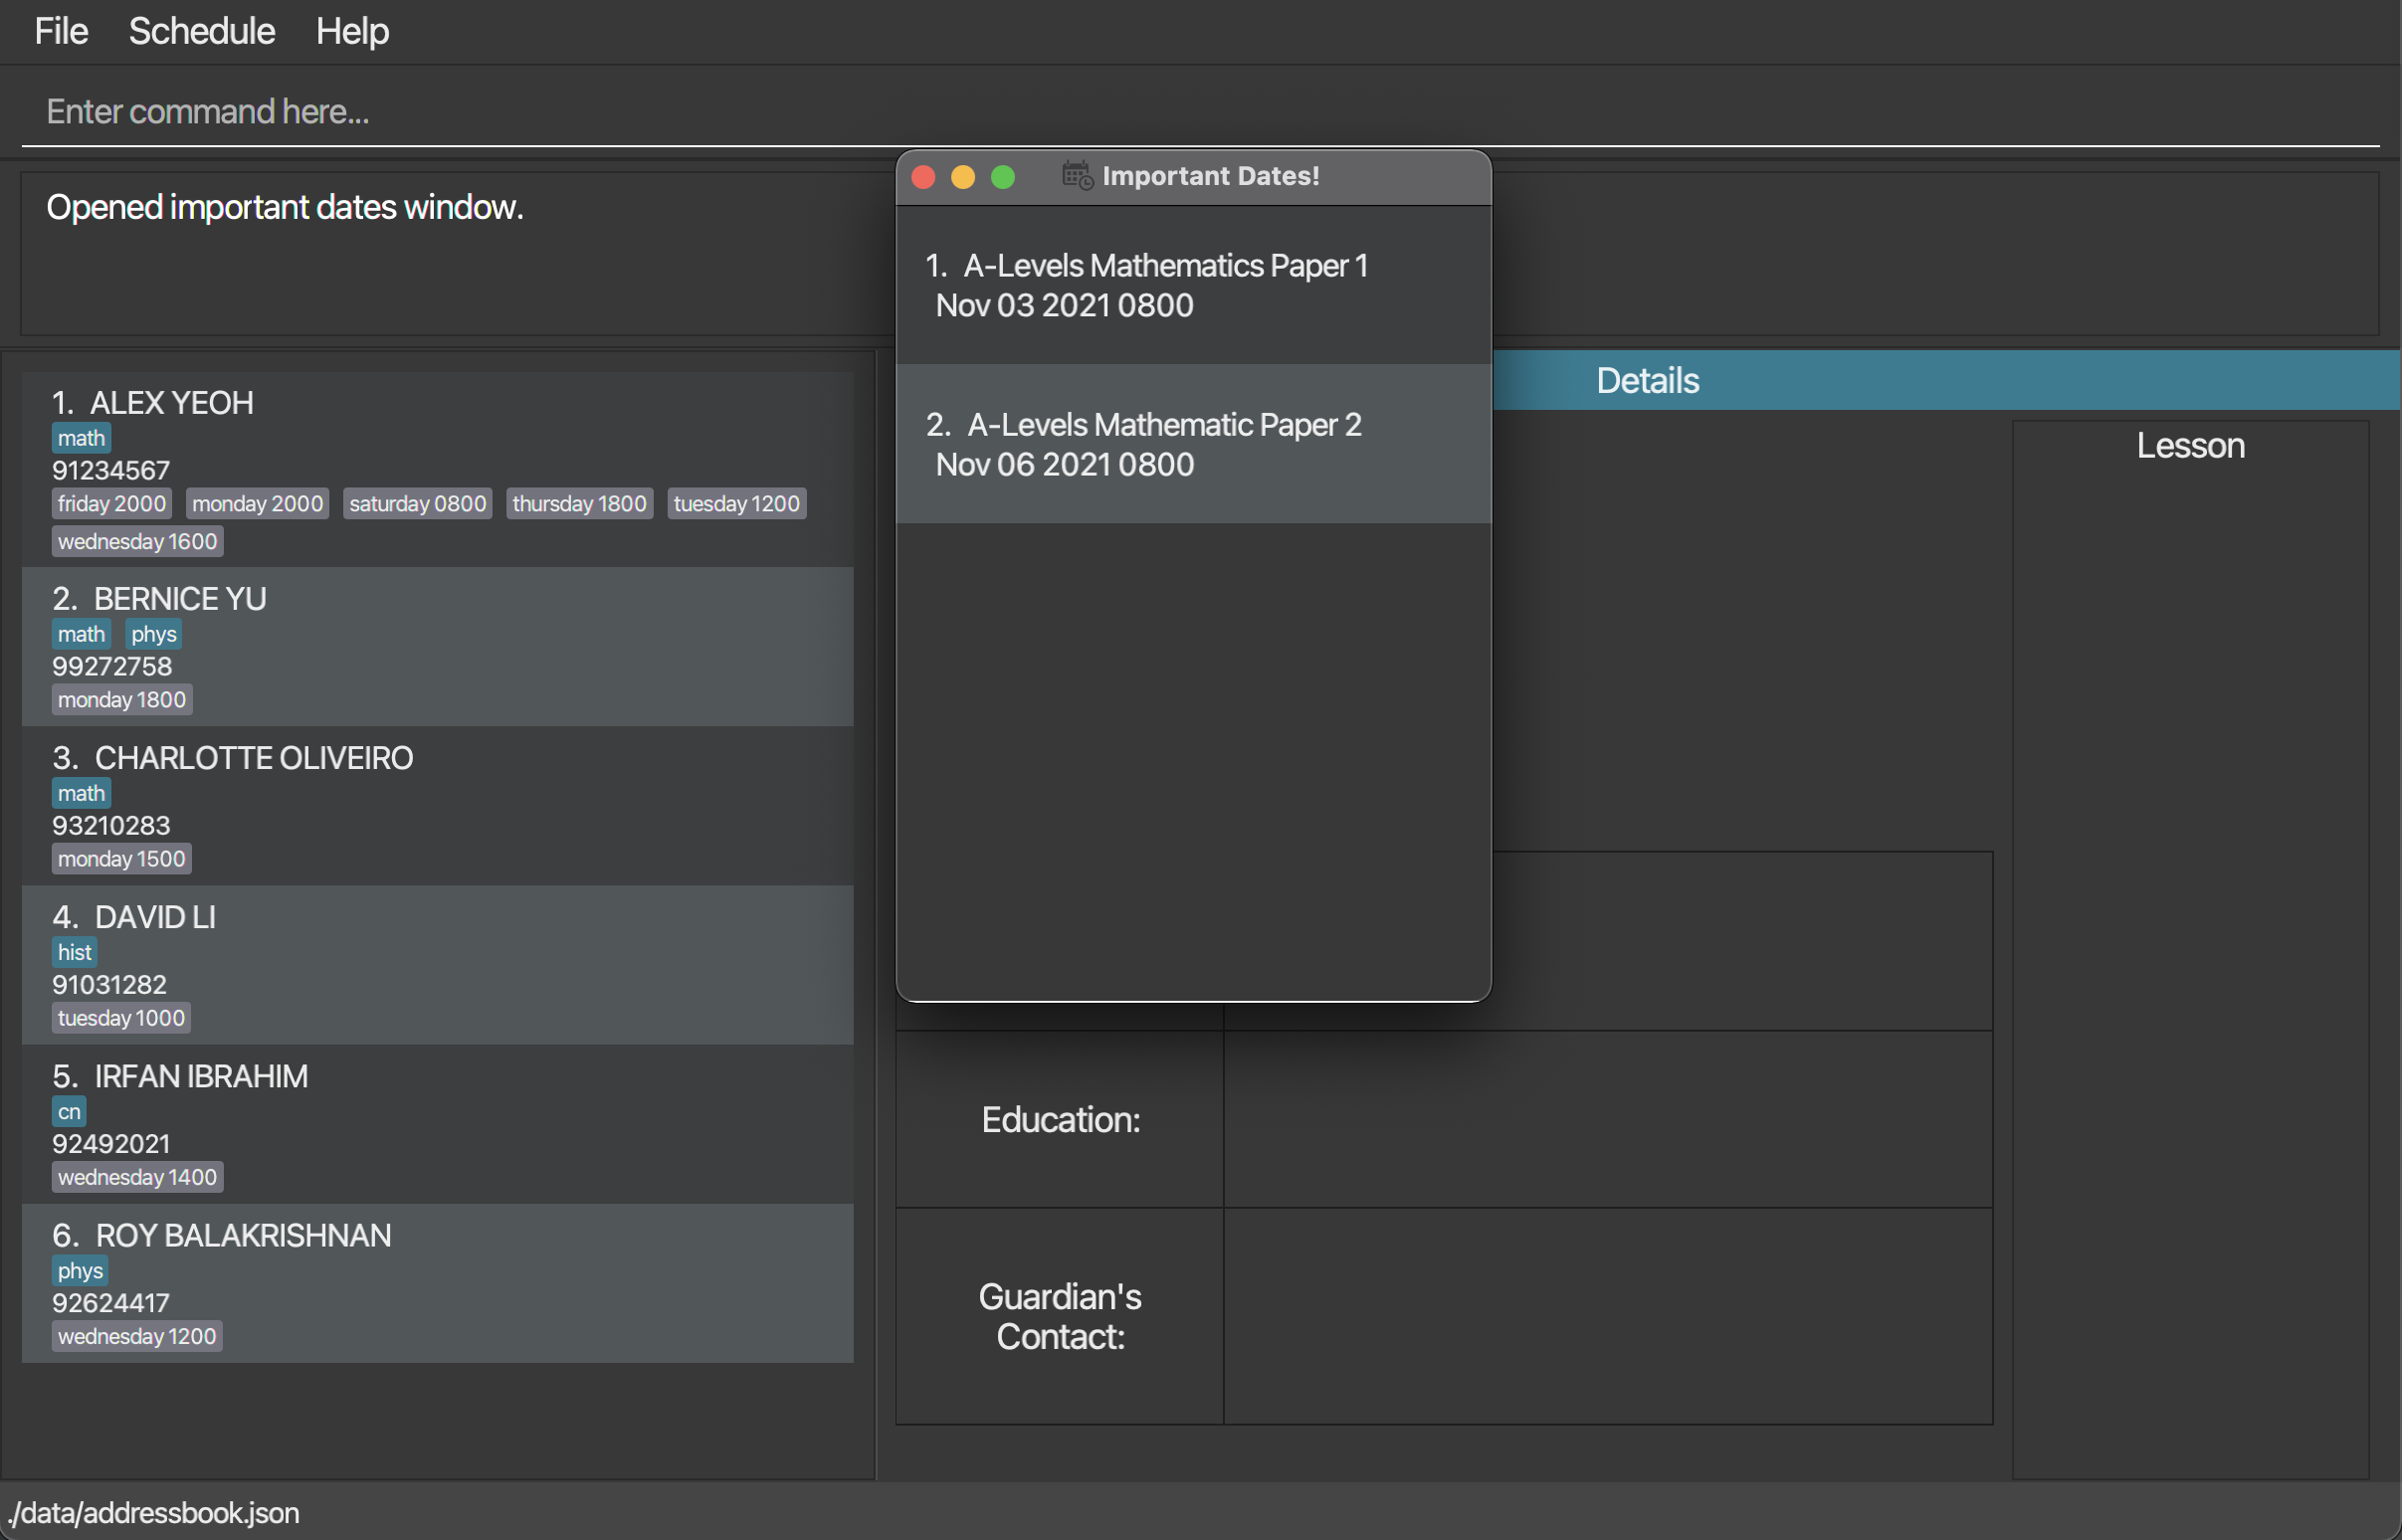 File Schedule Help
Enter command here...
Opened important dates window.
Important Dates!
1. A-Levels Mathematics Paper 1
Nov 03 2021 0800
2. A-Levels Mathematic Paper 2
Nov 06 2021 0800
1. ALEX YEOH
math
91234567
friday 2000 monday 2000 saturday 0800 thursday 1800 tuesday 1200
wednesday 1600
2. BERNICE YU
math phys
99272758
monday 1800
3. CHARLOTTE OLIVEIRO
math
93210283
monday 1500
4. DAVID LI
hist
91031282
tuesday 1000
5. IRFAN IBRAHIM
cn
92492021
wednesday 1400
6. ROY BALAKRISHNAN
phys
92624417
wednesday 1200
Details
Lesson
Education:
Guardian's
Contact:
./data/addressbook.json